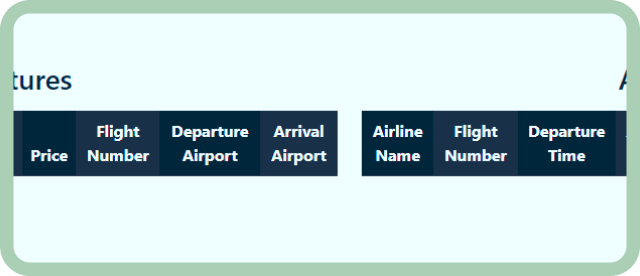 tures
Price
Flight Number
Departure Airport
Arrival Airport
Airline Name
Flight Number
Departure Time